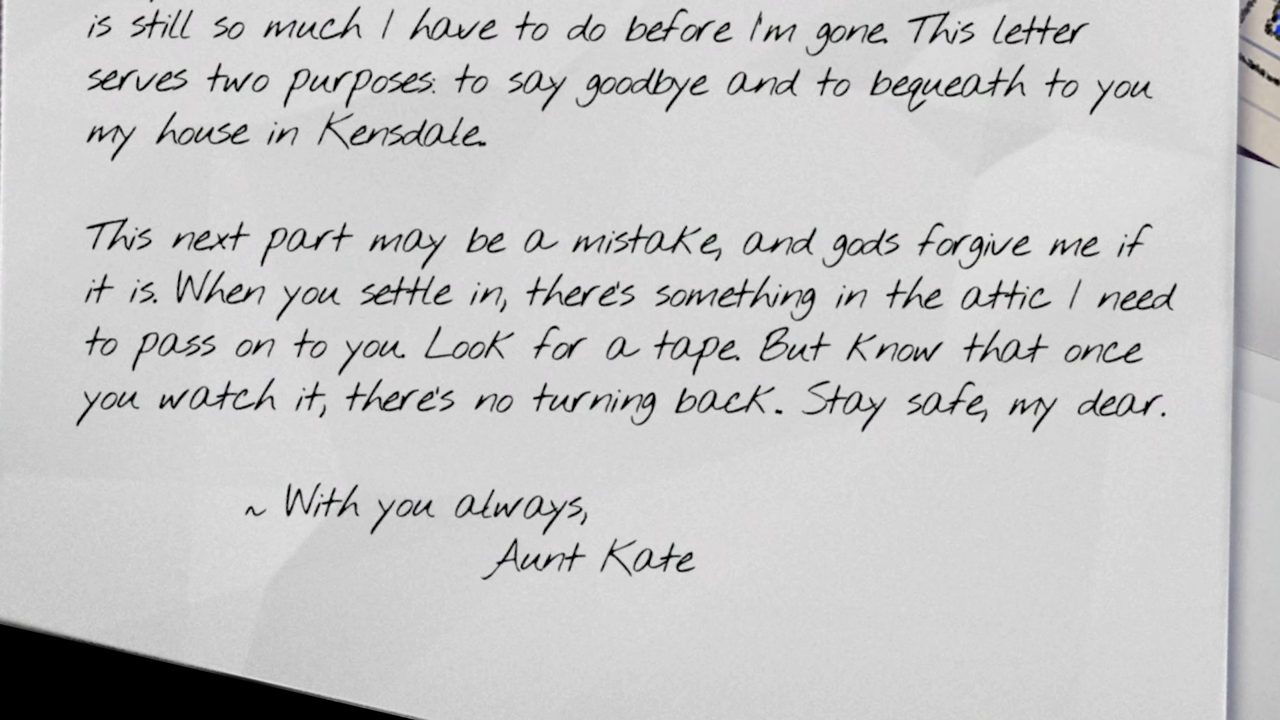 is still so much I have to do before I'm gone. This letter
serves two purposes: to say goodbye and to bequeath to you
my house in Kensdale.
This next part may be a mistake, and gods forgive me if
it is. When you settle in, there's something in the attic I need
to pass on to you. Look for a tape. But know that once
you watch it, there's no turning back. Stay safe, my dear.
~ With you always,
Aunt Kate